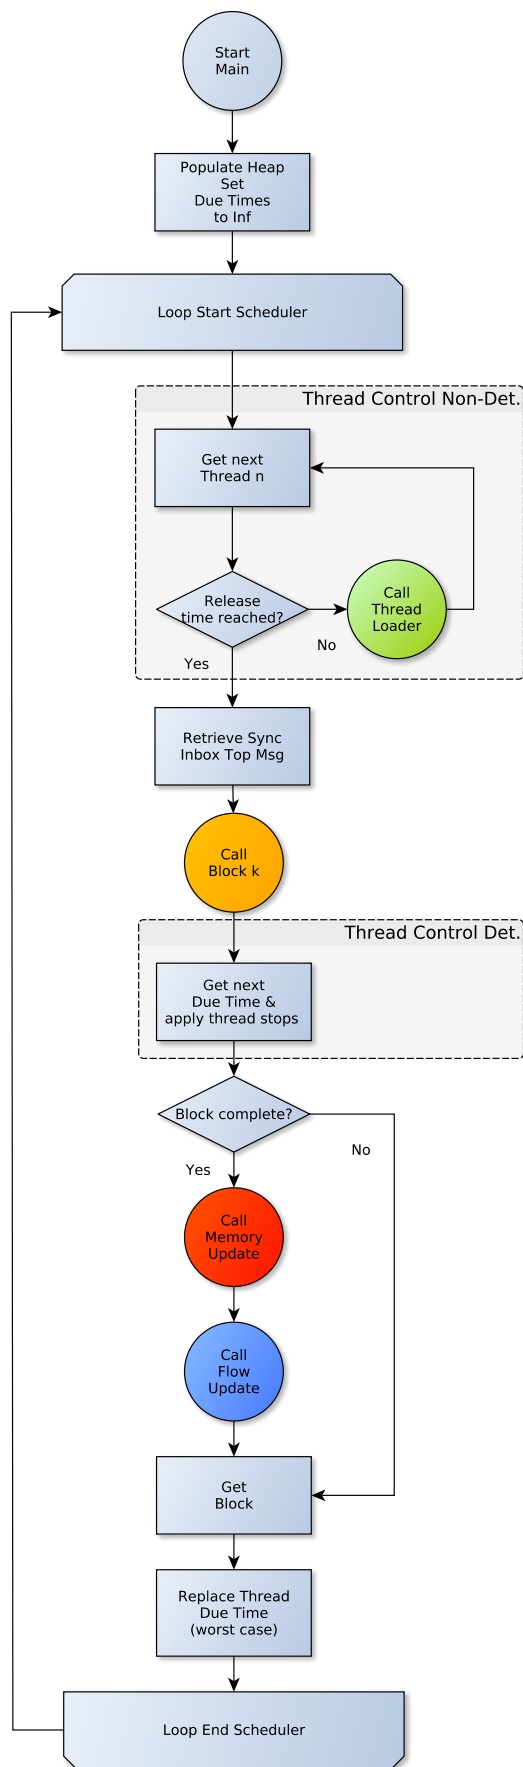 Start
Main
Populate Heap
Set
Due Times
to Inf
Loop Start Scheduler
Thread Control Non-Det.
Get next
Thread n
Release
time reached?
Call
Thread
Loader
No
Yes
Retrieve Sync
Inbox Top Msg
Call
Block k
Thread Control Det.
Get next
Due Time &
apply thread stops
Block complete?
No
Yes
Call
Memory
Update
Call
Flow
Update
Get
Block
Replace Thread
Due Time
(worst case)
Loop End Scheduler